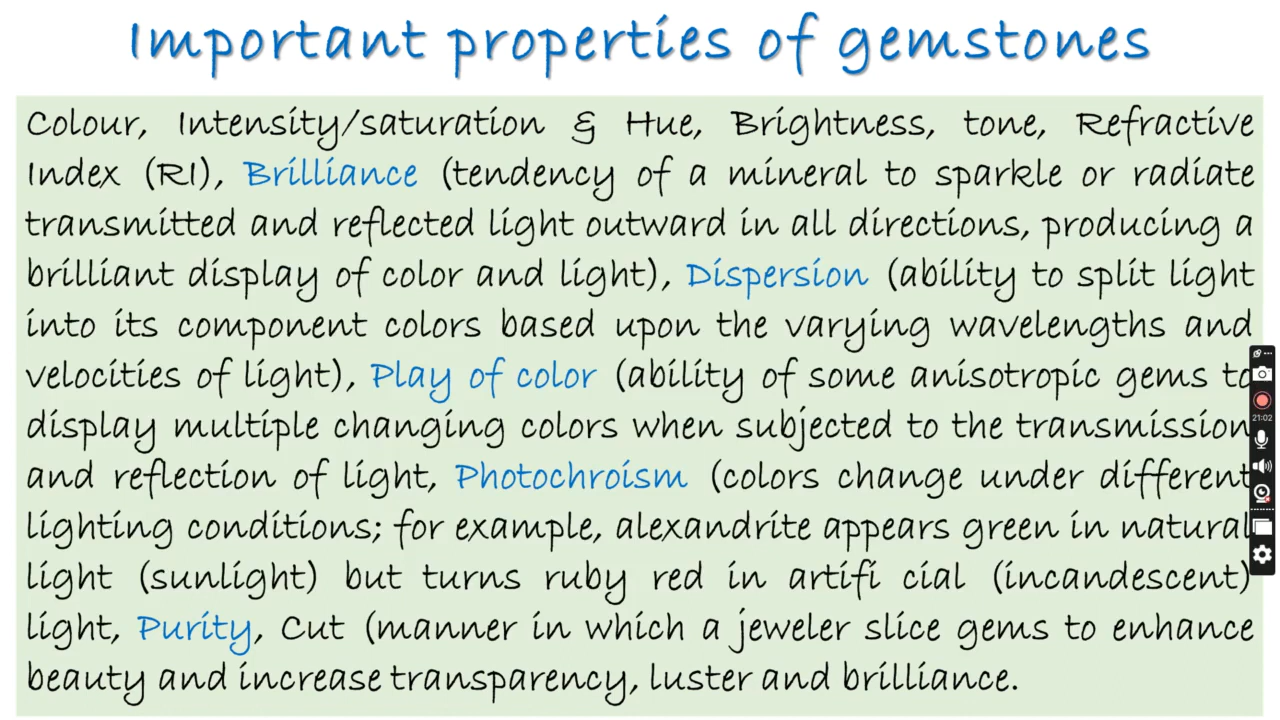 Important properties of gemstones
Colour, Intensity/saturation & Hue, Brightness, tone, Refractive
Index (RI), Brilliance (tendency of a mineral to sparkle or radiate
transmitted and reflected light outward in all directions, producing a
brilliant display of color and light), Dispersion (ability to split light
into its component colors based upon the varying wavelengths and
velocities of light), Play of color (ability of some anisotropic gems to
display multiple changing colors when subjected to the transmission
and reflection of light, Photochroism (colors change under different
lighting conditions; for example, alexandrite appears green in natural
light (sunlight) but turns ruby red in artifi cial (incandescent)
light, Purity, Cut (manner in which a jeweler slice gems to enhance
beauty and increase transparency, luster and brilliance.
21:02